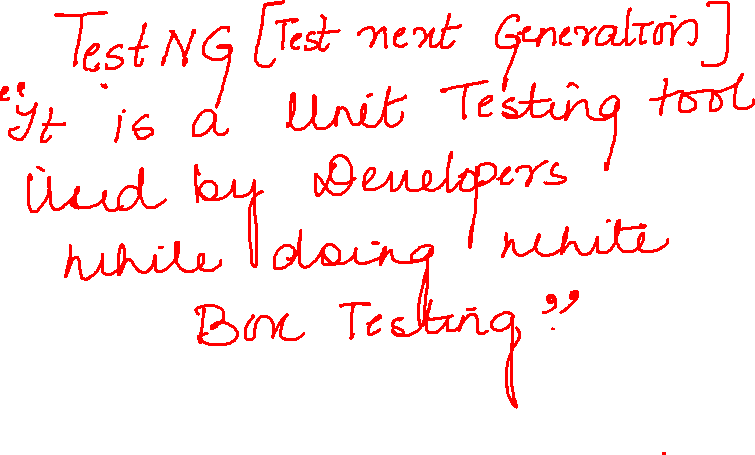 TestNG [Test next Generation]
"It is a Unit Testing tool
Used by Developers
while doing white
Box Testing"